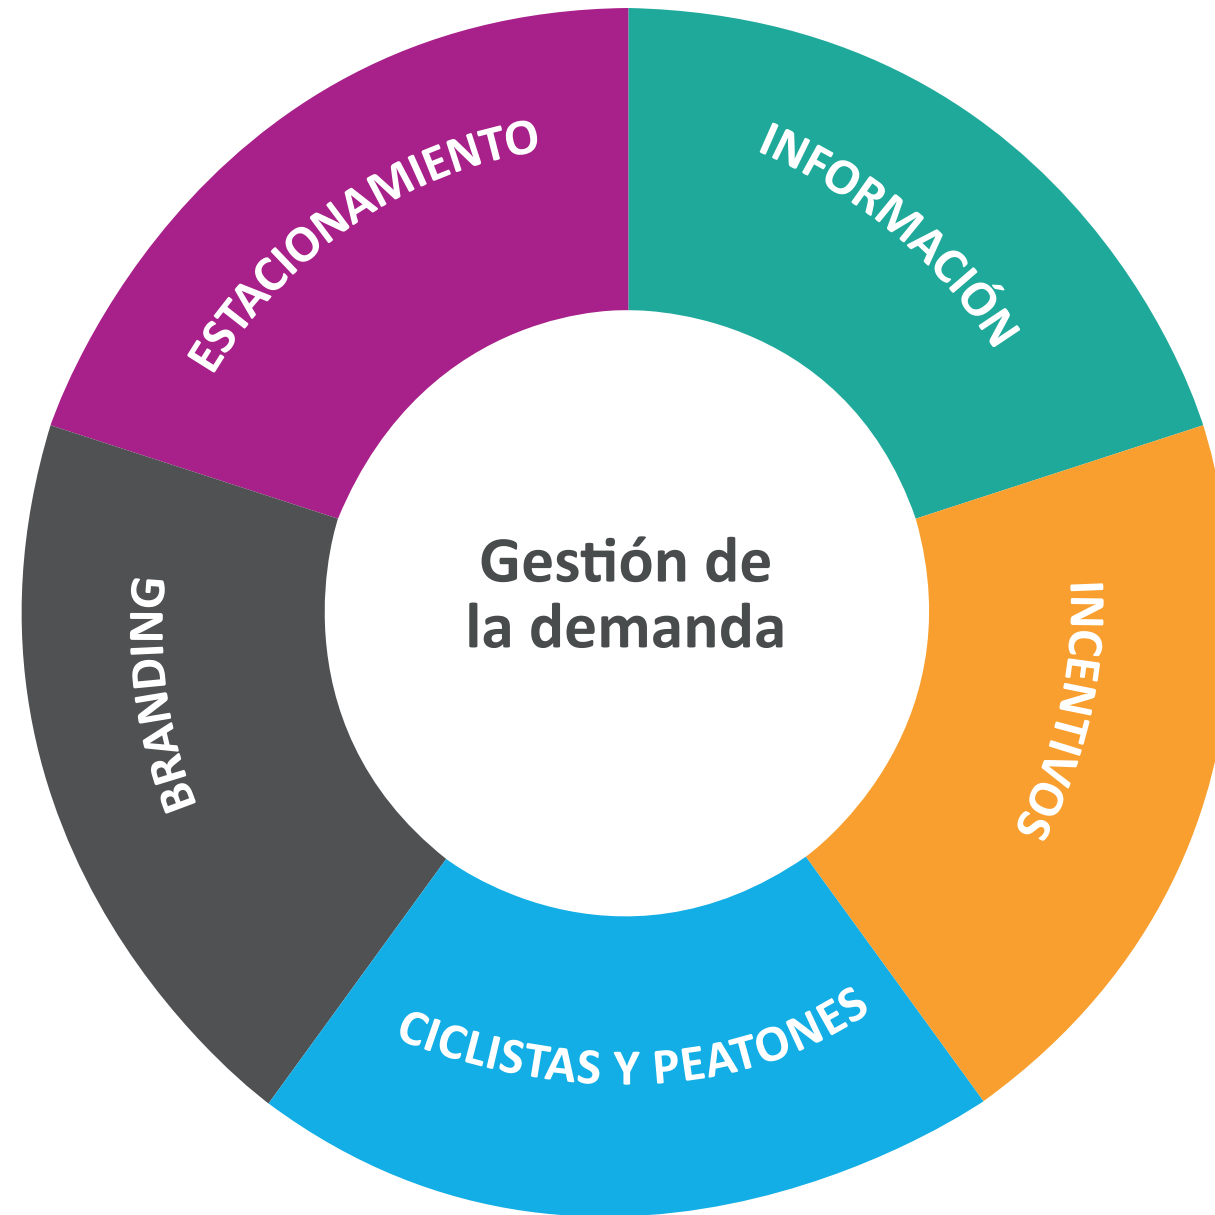 ESTACIONAMIENTO
INFORMACIÓN
Gestión de
la demanda
BRANDING
INCENTIVOS
CICLISTAS Y PEATONES